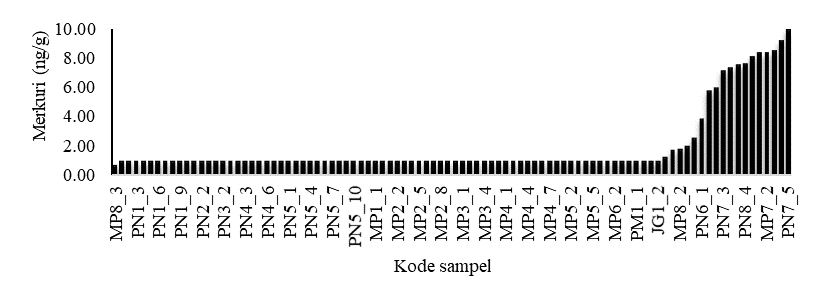 Merkuri (ng/g)
10.00
8.00
6.00
4.00
2.00
0.00
MP8_3
PN1_3
PN1_6
PN1_9
PN2_2
PN3_2
PN4_3
PN4_6
PN5_1
PN5_4
PN5_7
PN5_10
MP1_1
MP2_2
MP2_5
MP2_8
MP3_1
MP3_4
MP4_1
MP4_4
MP4_7
MP5_2
MP5_5
MP6_2
PM1_1
JG1_2
MP8_2
PN6_1
PN7_3
PN8_4
MP7_2
PN7_5
Kode sampel